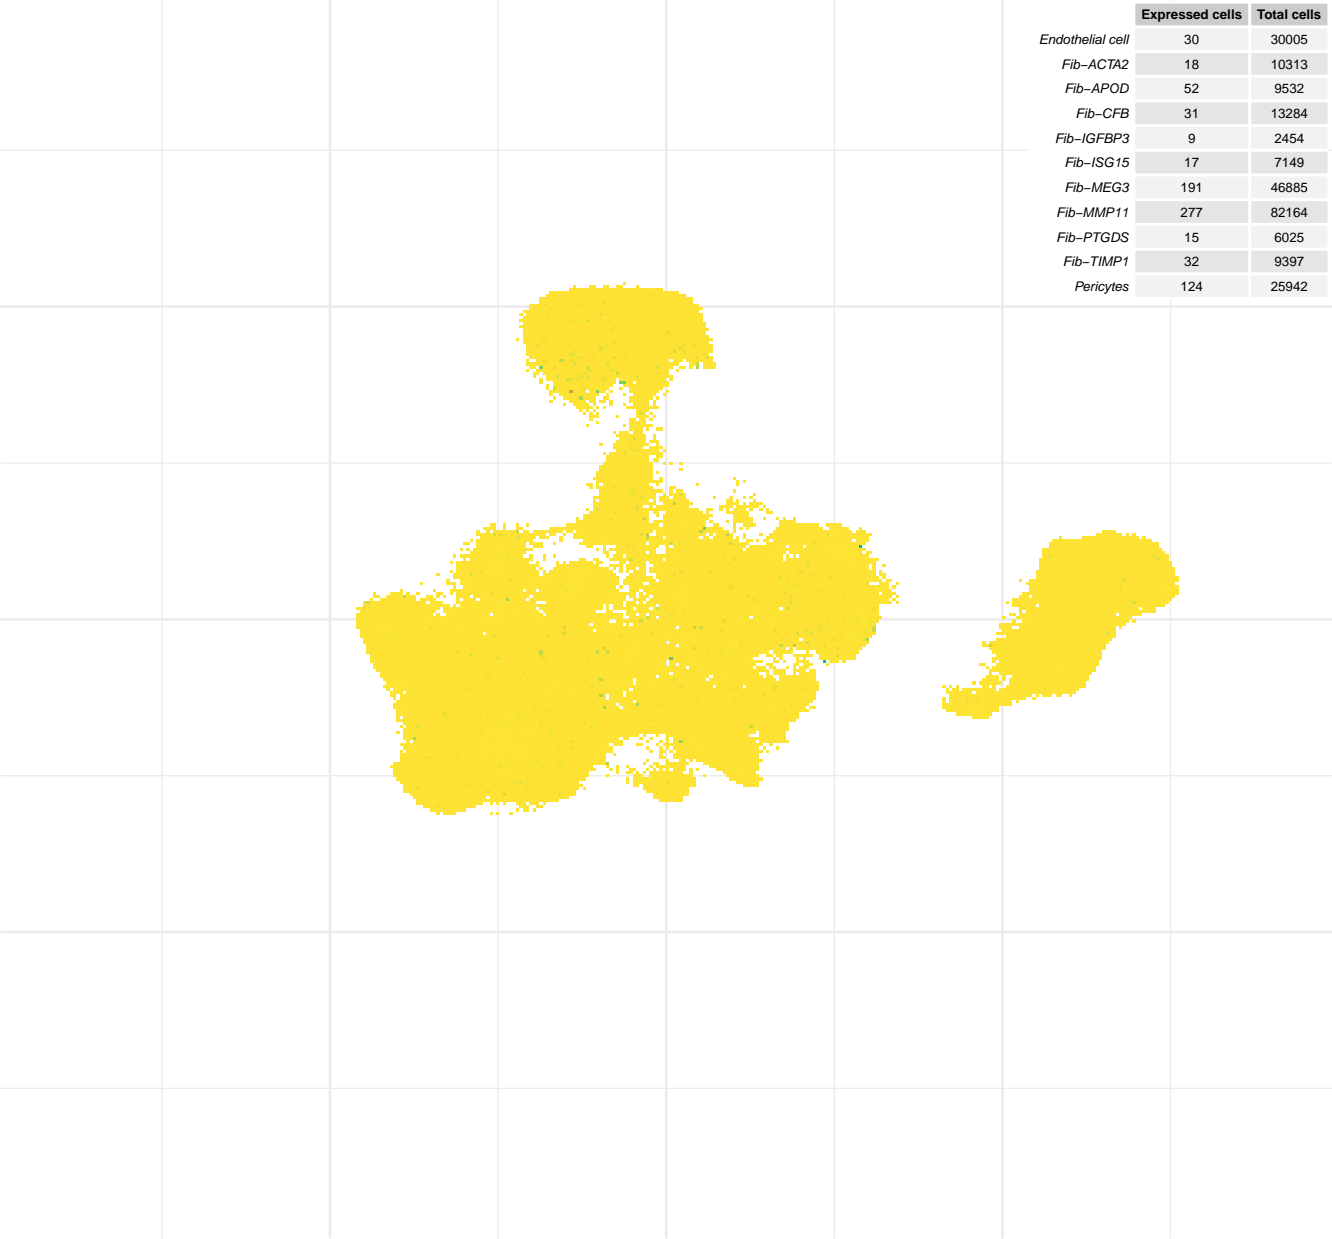 Expressed cells Total cells
Endothelial cell 30 30005
Fib−ACTA2 18 10313
Fib−APOD 52 9532
Fib−CFB 31 13284
Fib−IGFBP3 9 2454
Fib−ISG15 17 7149
Fib−MEG3 191 46885
Fib−MMP11 277 82164
Fib−PTGDS 15 6025
Fib−TIMP1 32 9397
Pericytes 124 25942